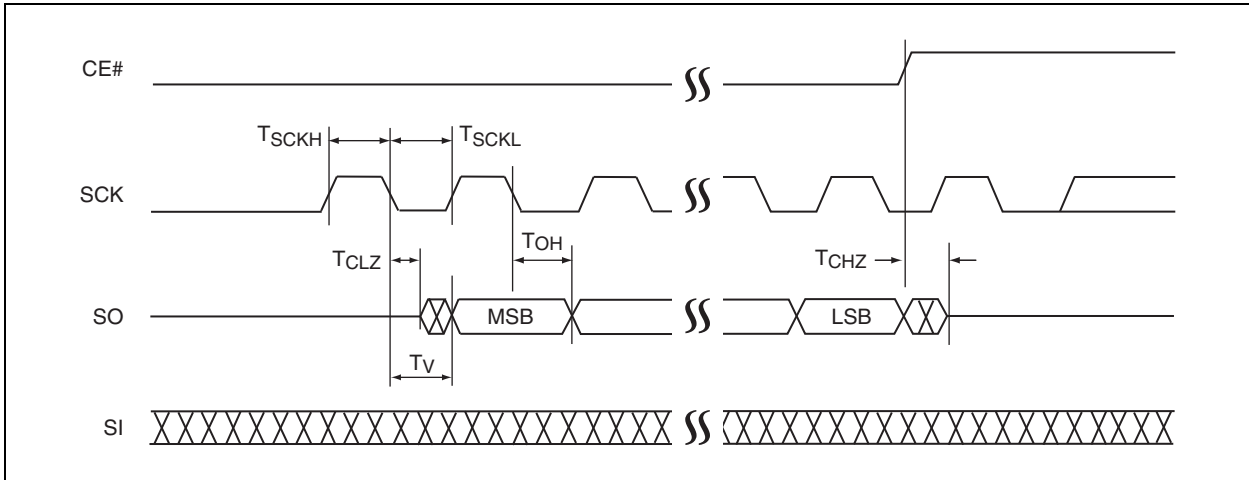 CE#
TSCKH
TSCKL
SCK
TOH
TCLZ
TCHZ
SO
MSB
LSB
TV
SI